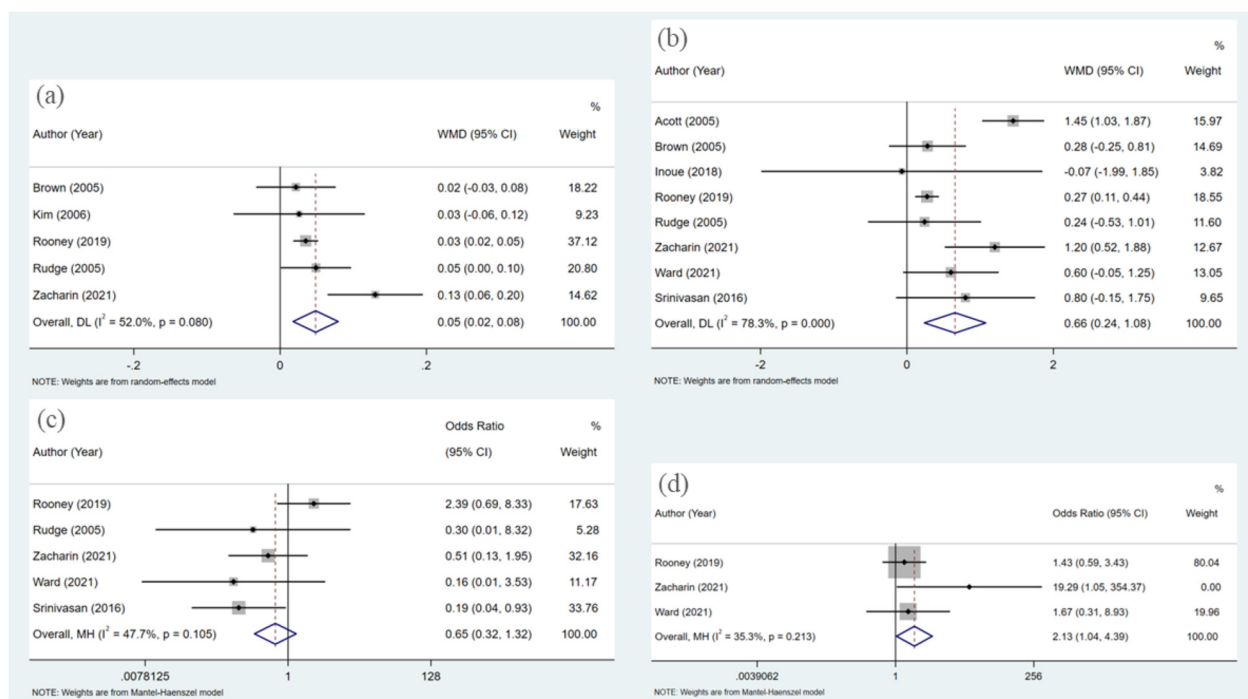 (a)
%
Author (Year) WMD (95% CI) Weight
Brown (2005) 0.02 (-0.03, 0.08) 18.22
Kim (2006) 0.03 (-0.06, 0.12) 9.23
Rooney (2019) 0.03 (0.02, 0.05) 37.12
Rudge (2005) 0.05 (0.00, 0.10) 20.80
Zacharin (2021) 0.13 (0.06, 0.20) 14.62
Overall, DL (I² = 52.0%, p = 0.080) 0.05 (0.02, 0.08) 100.00
-.2 0 .2
NOTE: Weights are from random-effects model
(b)
%
Author (Year) WMD (95% CI) Weight
Acott (2005) 1.45 (1.03, 1.87) 15.97
Brown (2005) 0.28 (-0.25, 0.81) 14.69
Inoue (2018) -0.07 (-1.99, 1.85) 3.82
Rooney (2019) 0.27 (0.11, 0.44) 18.55
Rudge (2005) 0.24 (-0.53, 1.01) 11.60
Zacharin (2021) 1.20 (0.52, 1.88) 12.67
Ward (2021) 0.60 (-0.05, 1.25) 13.05
Srinivasan (2016) 0.80 (-0.15, 1.75) 9.65
Overall, DL (I² = 78.3%, p = 0.000) 0.66 (0.24, 1.08) 100.00
-2 0 2
NOTE: Weights are from random-effects model
(c)
Odds Ratio %
Author (Year) (95% CI) Weight
Rooney (2019) 2.39 (0.69, 8.33) 17.63
Rudge (2005) 0.30 (0.01, 8.32) 5.28
Zacharin (2021) 0.51 (0.13, 1.95) 32.16
Ward (2021) 0.16 (0.01, 3.53) 11.17
Srinivasan (2016) 0.19 (0.04, 0.93) 33.76
Overall, MH (I² = 47.7%, p = 0.105) 0.65 (0.32, 1.32) 100.00
.0078125 1 128
NOTE: Weights are from Mantel-Haenszel model
(d)
%
Author (Year) Odds Ratio (95% CI) Weight
Rooney (2019) 1.43 (0.59, 3.43) 80.04
Zacharin (2021) 19.29 (1.05, 354.37) 0.00
Ward (2021) 1.67 (0.31, 8.93) 19.96
Overall, MH (I² = 35.3%, p = 0.213) 2.13 (1.04, 4.39) 100.00
.0039062 1 256
NOTE: Weights are from Mantel-Haenszel model